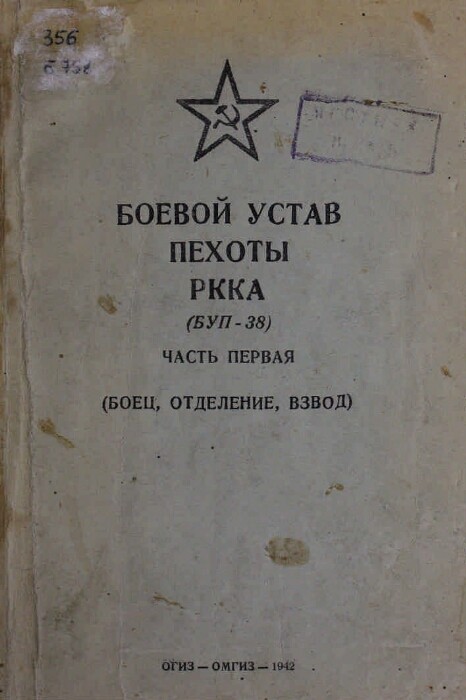 356
БОЕВОЙ УСТАВ
ПЕХОТЫ
РККА
(БУП-38)
ЧАСТЬ ПЕРВАЯ
(БОЕЦ, ОТДЕЛЕНИЕ, ВЗВОД)
ОГИЗ — ОМГИЗ — 1942